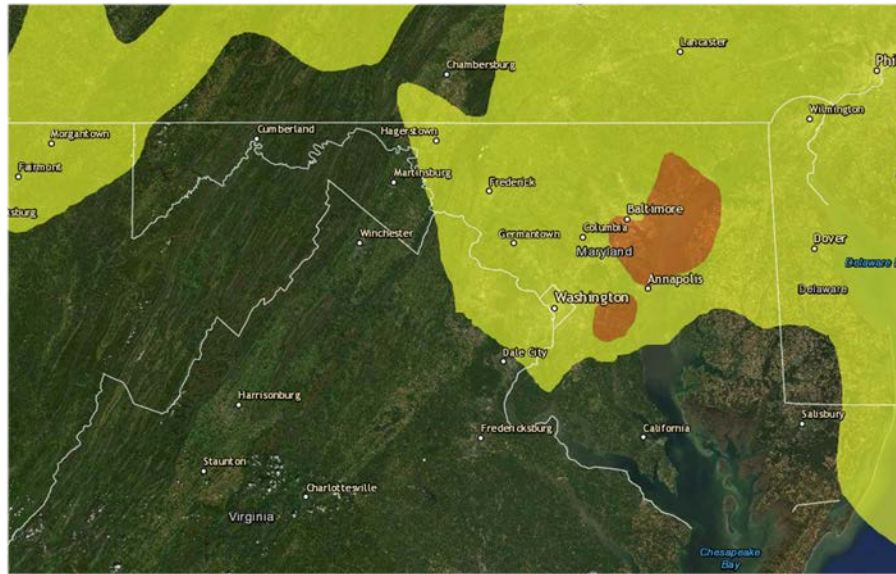 Lancaster
Chambersburg
Phi
Wilmington
Morgantown
Cumberland
Hagerstown
Fairmont
Martinsburg
Frederick
ksburg
Baltimore
Winchester
Germantown
Columbia
Maryland
Dover
Delaware
Annapolis
Delaware
Washington
Dale City
Harrisonburg
Salisbury
Fredericksburg
California
Staunton
Charlottesville
Virginia
Chesapeake
Bay